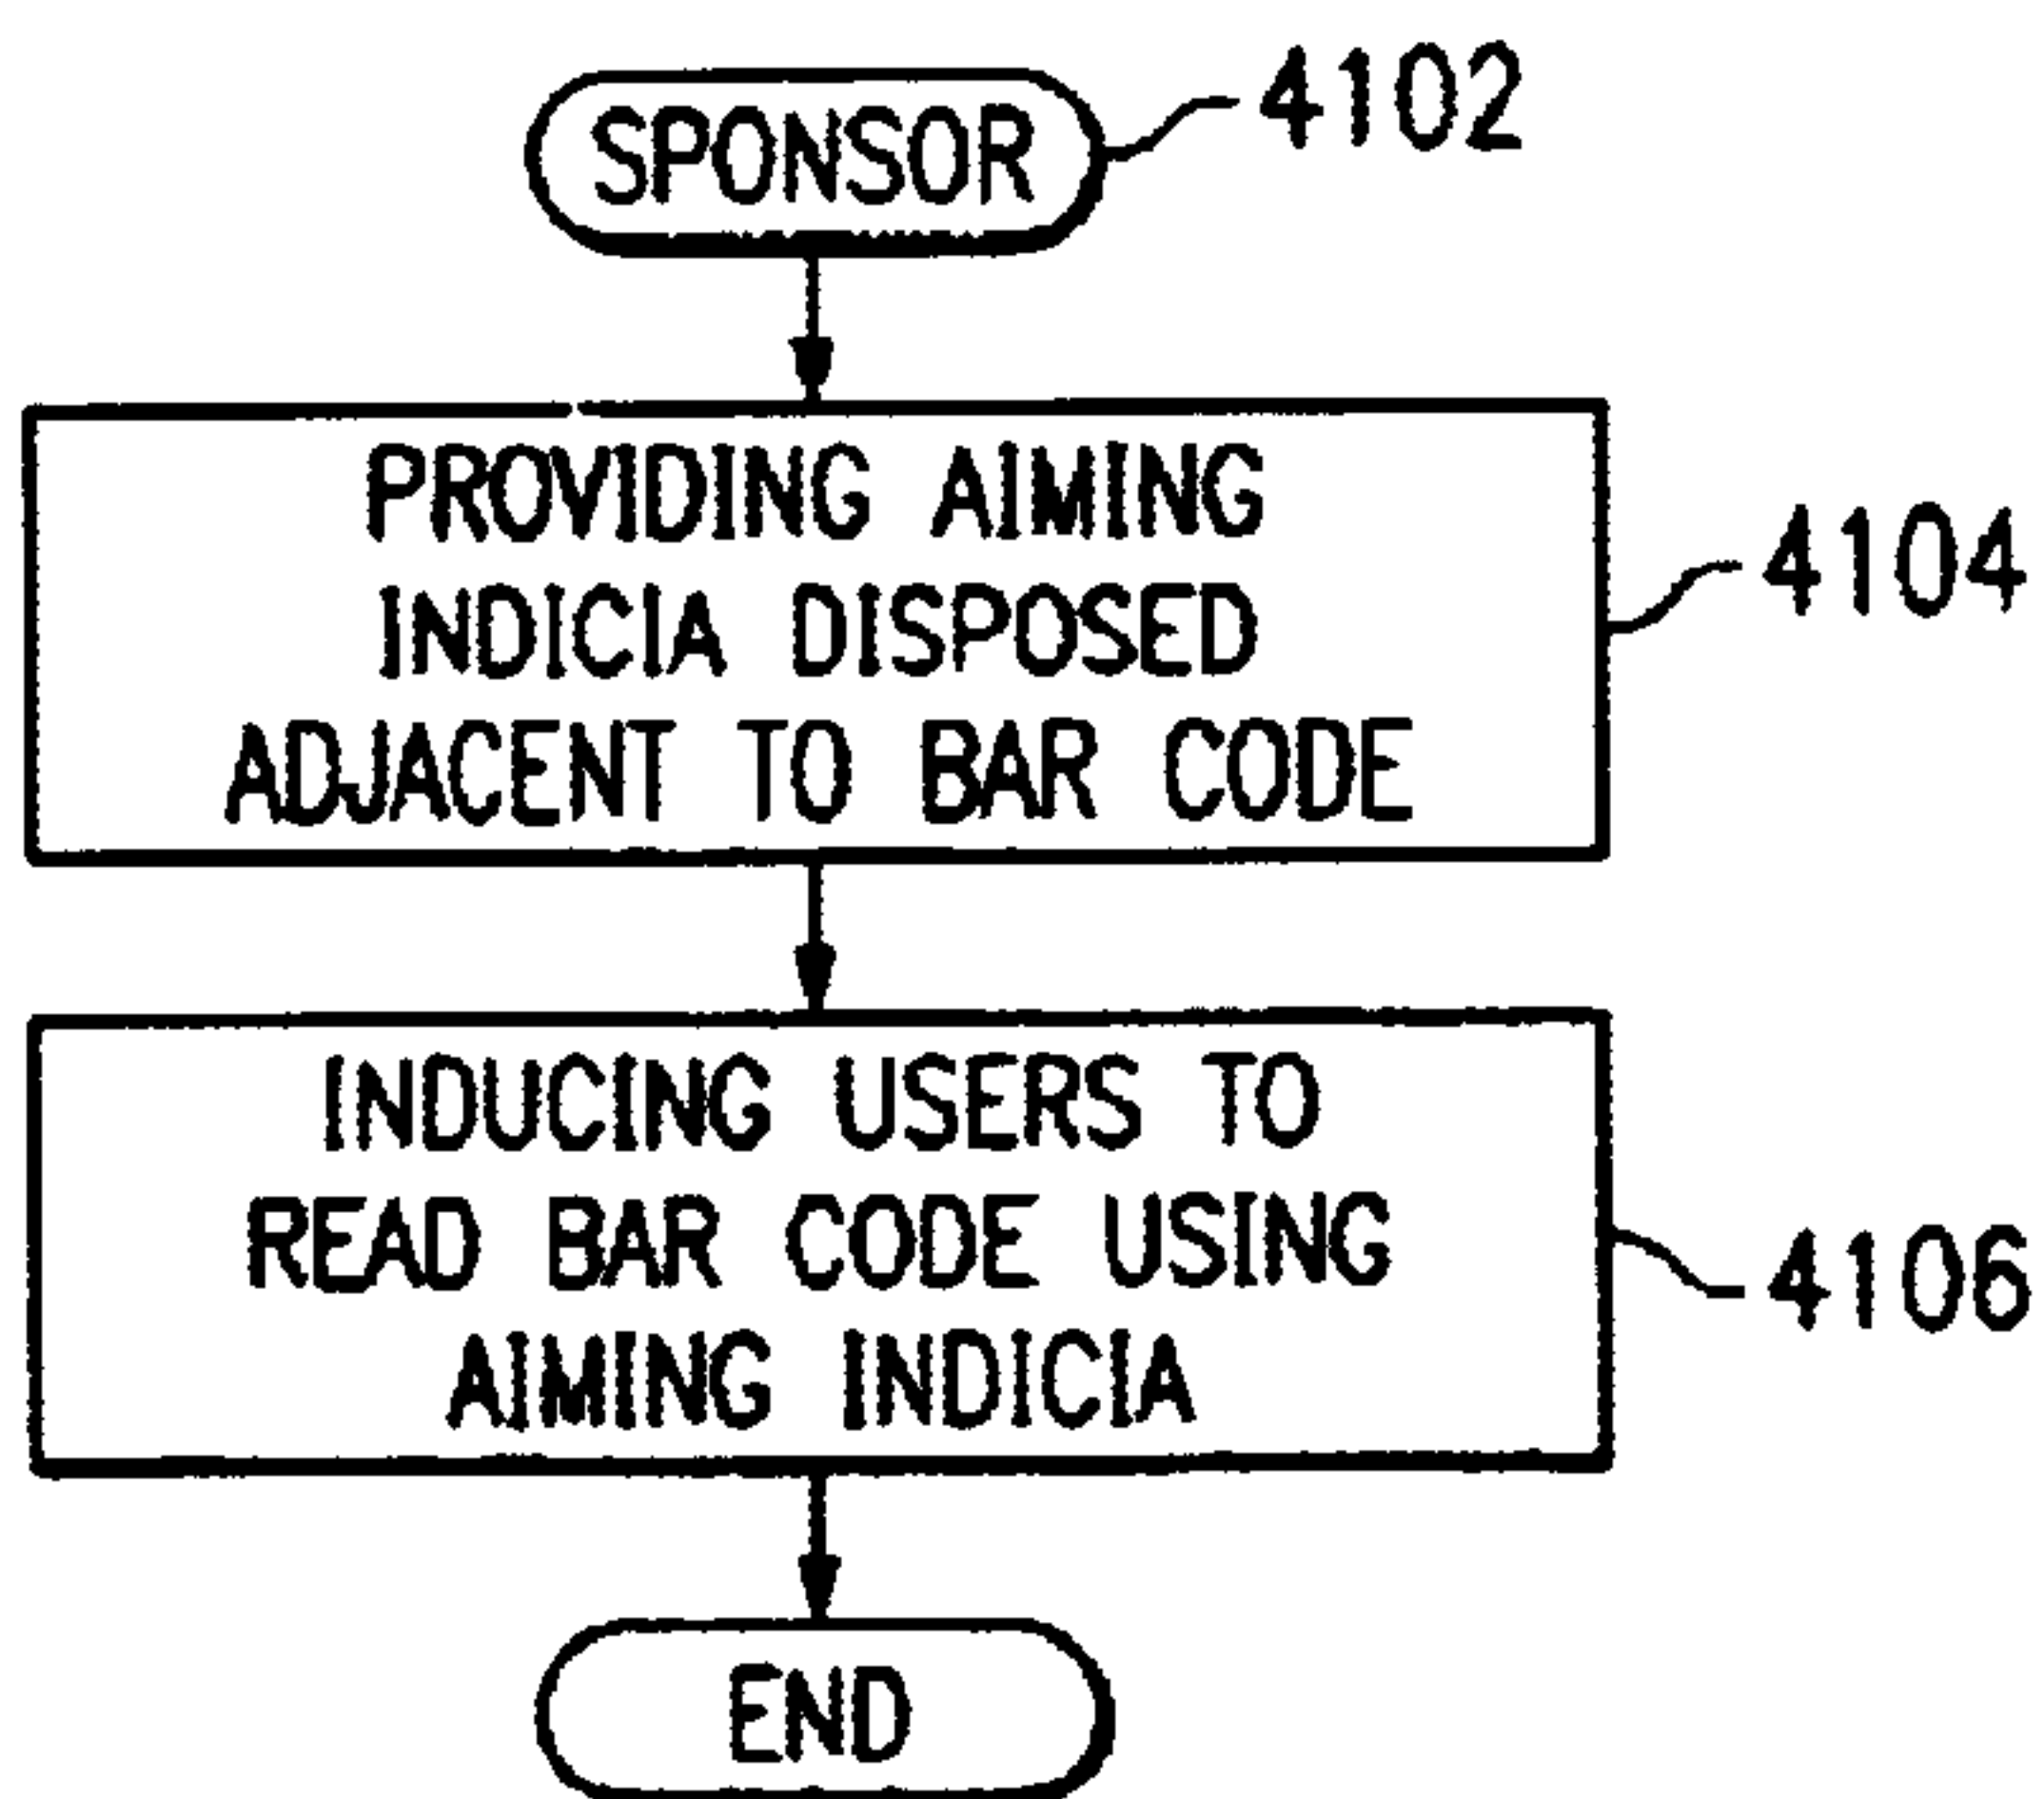 SPONSOR
4102
PROVIDING AIMING
INDICIA DISPOSED
ADJACENT TO BAR CODE
4104
INDUCING USERS TO
READ BAR CODE USING
AIMING INDICIA
4106
END